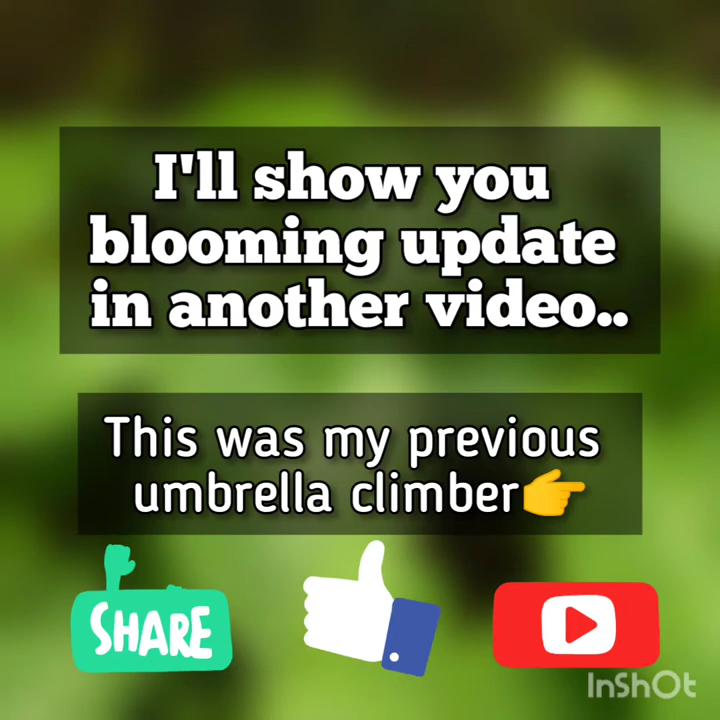 I'll show you
blooming update
in another video..
This was my previous
umbrella climber👉
SHARE
InShOt